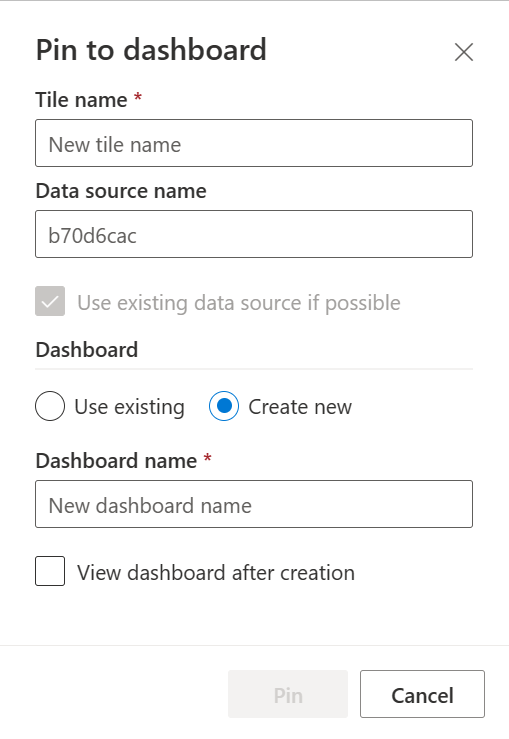 Pin to dashboard
Tile name *
New tile name
Data source name
b70d6cac
Use existing data source if possible
Dashboard
Use existing Create new
Dashboard name *
New dashboard name
View dashboard after creation
Pin Cancel